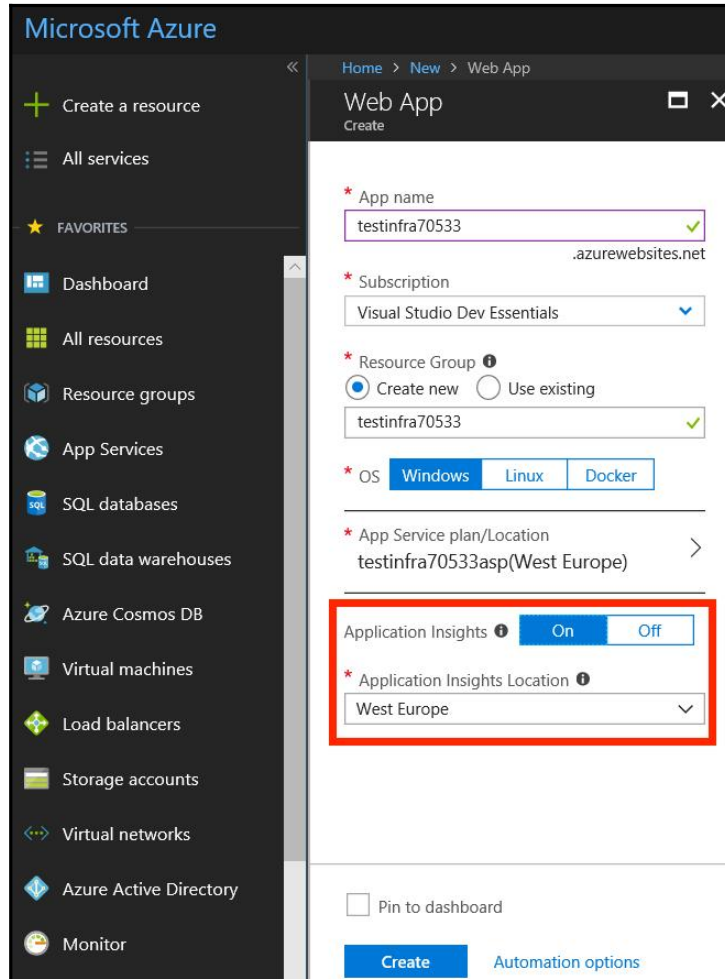 Microsoft Azure
«
Create a resource
All services
FAVORITES
Dashboard
All resources
Resource groups
App Services
SQL databases
SQL data warehouses
Azure Cosmos DB
Virtual machines
Load balancers
Storage accounts
Virtual networks
Azure Active Directory
Monitor
Home > New > Web App
Web App
Create
* App name
testinfra70533
.azurewebsites.net
* Subscription
Visual Studio Dev Essentials
* Resource Group
Create new Use existing
testinfra70533
* OS Windows Linux Docker
* App Service plan/Location
testinfra70533asp(West Europe)
Application Insights On Off
* Application Insights Location
West Europe
Pin to dashboard
Create Automation options